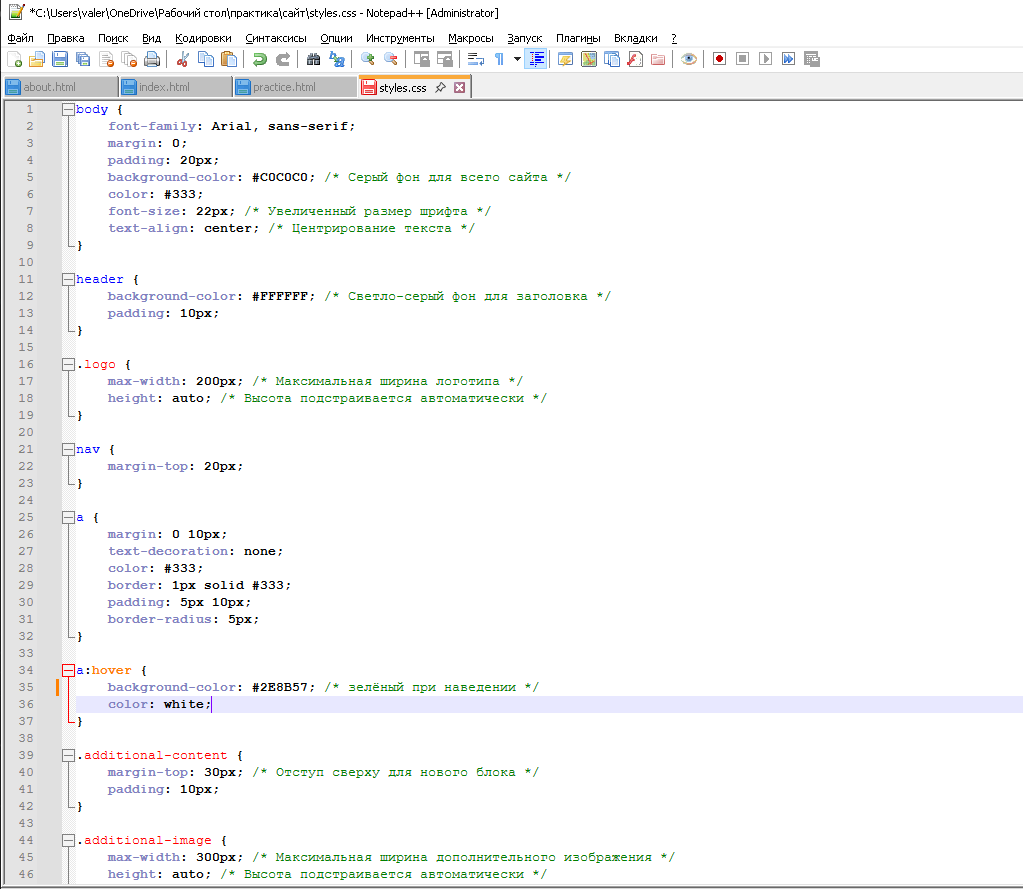 *C:\Users\valer\OneDrive\Рабочий стол\практика\сайт\styles.css - Notepad++ [Administrator]
Файл Правка Поиск Вид Кодировки Синтаксисы Опции Инструменты Макросы Запуск Плагины Вкладки ?
about.html index.html practice.html styles.css
1 body {
2 font-family: Arial, sans-serif;
3 margin: 0;
4 padding: 20px;
5 background-color: #C0C0C0; /* Серый фон для всего сайта */
6 color: #333;
7 font-size: 22px; /* Увеличенный размер шрифта */
8 text-align: center; /* Центрирование текста */
9 }
10
11 header {
12 background-color: #FFFFFF; /* Светло-серый фон для заголовка */
13 padding: 10px;
14 }
15
16 .logo {
17 max-width: 200px; /* Максимальная ширина логотипа */
18 height: auto; /* Высота подстраивается автоматически */
19 }
20
21 nav {
22 margin-top: 20px;
23 }
24
25 a {
26 margin: 0 10px;
27 text-decoration: none;
28 color: #333;
29 border: 1px solid #333;
30 padding: 5px 10px;
31 border-radius: 5px;
32 }
33
34 a:hover {
35 background-color: #2E8B57; /* зелёный при наведении */
36 color: white;
37 }
38
39 .additional-content {
40 margin-top: 30px; /* Отступ сверху для нового блока */
41 padding: 10px;
42 }
43
44 .additional-image {
45 max-width: 300px; /* Максимальная ширина дополнительного изображения */
46 height: auto; /* Высота подстраивается автоматически */